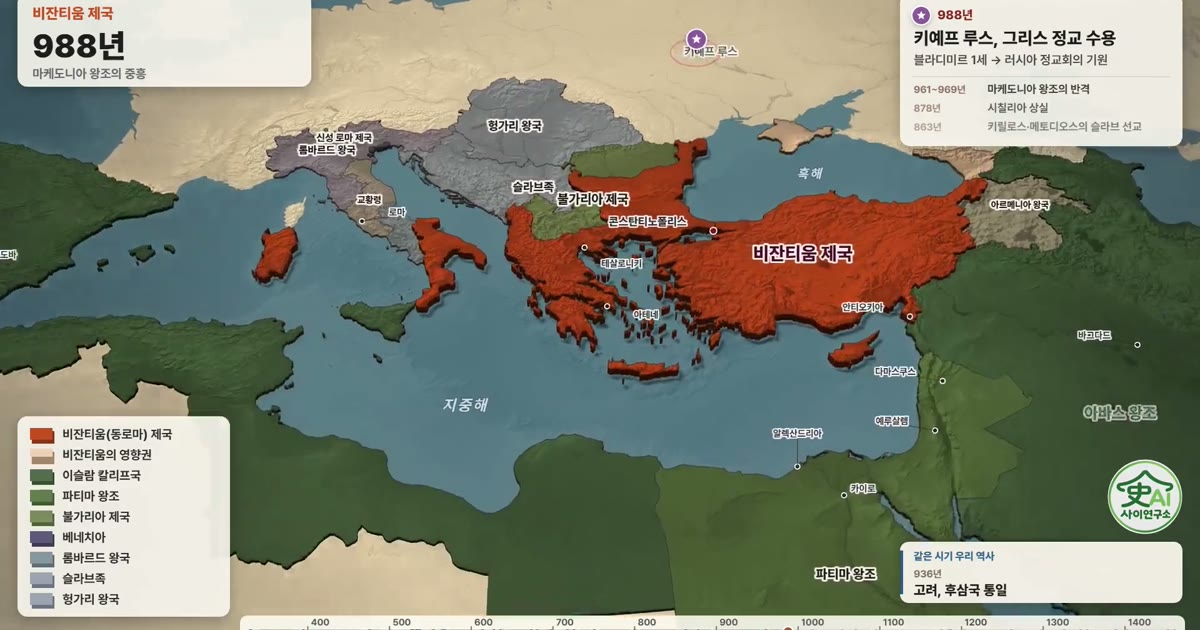 비잔티움 제국
988년
마케도니아 왕조의 중흥
키예프 루스
988년
키예프 루스, 그리스 정교 수용
블라디미르 1세 → 러시아 정교회의 기원
961~969년 마케도니아 왕조의 반격
878년 시칠리아 상실
863년 키릴로스·메토디오스의 슬라브 선교
헝가리 왕국
신성 로마 제국
롬바르드 왕국
흑해
슬라브족
불가리아 제국
교황령
로마
아르메니아 왕국
콘스탄티노폴리스
도바
비잔티움 제국
테살로니키
안티오키아
아테네
바그다드
다마스쿠스
지중해
아바스 왕조
예루살렘
알렉산드리아
카이로
파티마 왕조
비잔티움(동로마) 제국
비잔티움의 영향권
이슬람 칼리프국
파티마 왕조
불가리아 제국
베네치아
롬바르드 왕국
슬라브족
헝가리 왕국
史AI
사이연구소
같은 시기 우리 역사
936년
고려, 후삼국 통일
400 500 600 700 800 900 1000 1100 1200 1300 1400